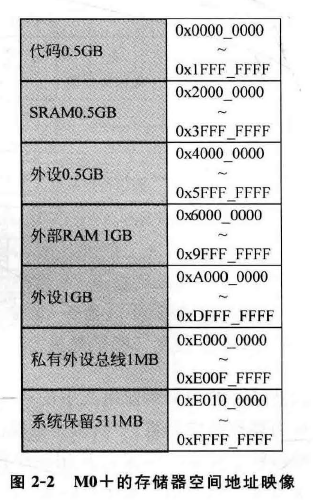 代码0.5GB
0x0000_0000
~
0x1FFF_FFFF
SRAM0.5GB
0x2000_0000
~
0x3FFF_FFFF
外设0.5GB
0x4000_0000
~
0x5FFF_FFFF
外部RAM 1GB
0x6000_0000
~
0x9FFF_FFFF
外设1GB
0xA000_0000
~
0xDFFF_FFFF
私有外设总线1MB
0xE000_0000
~
0xE00F_FFFF
系统保留511MB
0xE010_0000
~
0xFFFF_FFFF
图 2-2 M0+的存储器空间地址映像